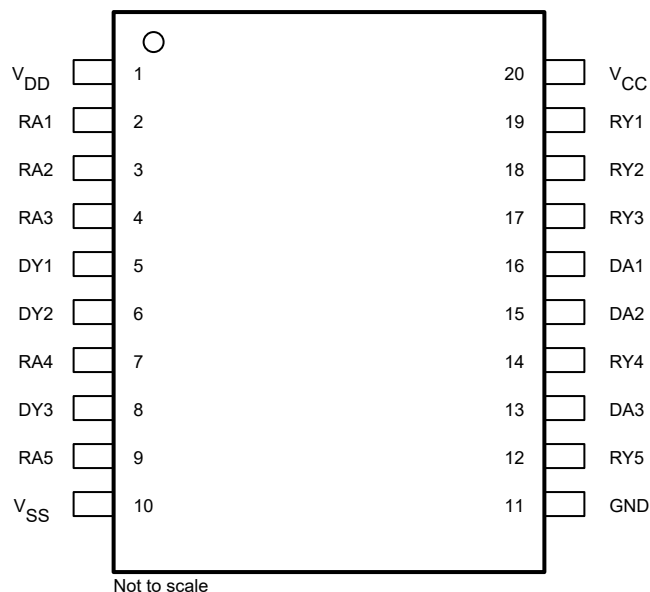 VDD 1 20 VCC
RA1 2 19 RY1
RA2 3 18 RY2
RA3 4 17 RY3
DY1 5 16 DA1
DY2 6 15 DA2
RA4 7 14 RY4
DY3 8 13 DA3
RA5 9 12 RY5
VSS 10 11 GND
Not to scale